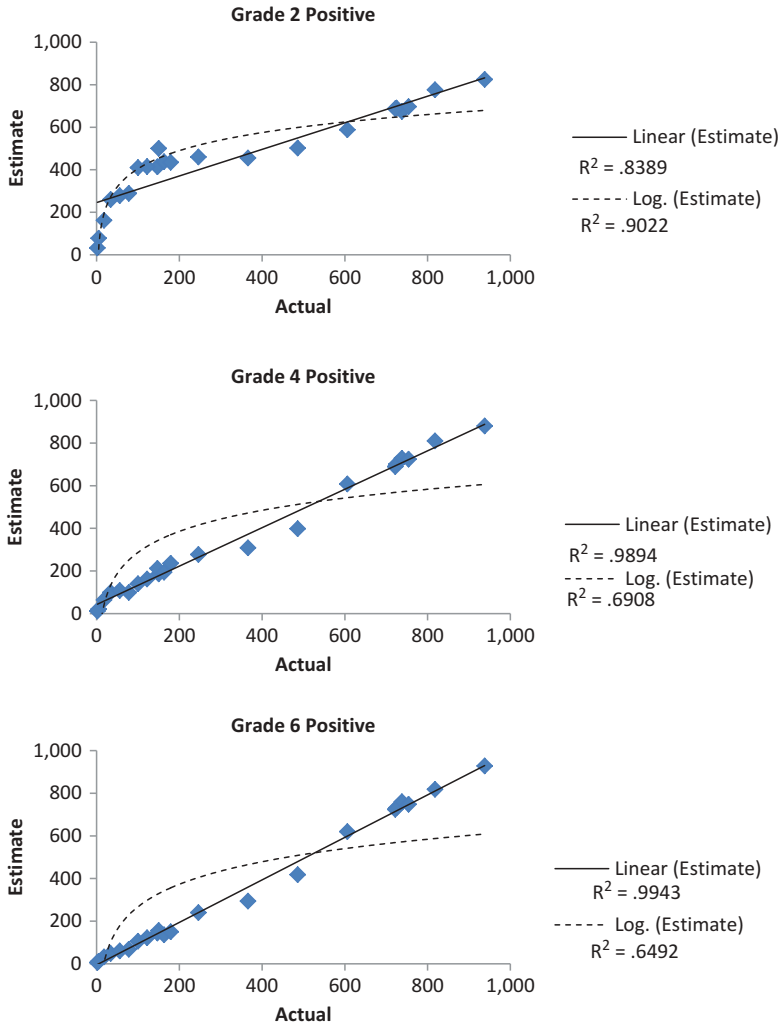 Grade 2 Positive
1,000
800
600
400
200
0
Estimate
0 200 400 600 800 1,000
Actual
Linear (Estimate)
R² = .8389
Log. (Estimate)
R² = .9022
Grade 4 Positive
1,000
800
600
400
200
0
Estimate
0 200 400 600 800 1,000
Actual
Linear (Estimate)
R² = .9894
Log. (Estimate)
R² = .6908
Grade 6 Positive
1,000
800
600
400
200
0
Estimate
0 200 400 600 800 1,000
Actual
Linear (Estimate)
R² = .9943
Log. (Estimate)
R² = .6492